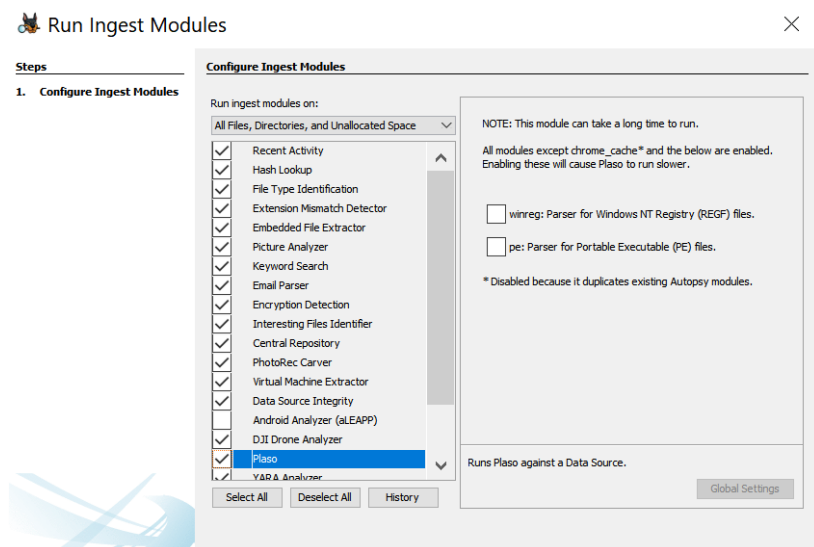 Run Ingest Modules
Steps
1. Configure Ingest Modules
Configure Ingest Modules
Run ingest modules on:
All Files, Directories, and Unallocated Space
Recent Activity
Hash Lookup
File Type Identification
Extension Mismatch Detector
Embedded File Extractor
Picture Analyzer
Keyword Search
Email Parser
Encryption Detection
Interesting Files Identifier
Central Repository
PhotoRec Carver
Virtual Machine Extractor
Data Source Integrity
Android Analyzer (aLEAPP)
DJI Drone Analyzer
Plaso
YARA Analyzer
Select All
Deselect All
History
NOTE: This module can take a long time to run.
All modules except chrome_cache* and the below are enabled.
Enabling these will cause Plaso to run slower.
winreg: Parser for Windows NT Registry (REGF) files.
pe: Parser for Portable Executable (PE) files.
* Disabled because it duplicates existing Autopsy modules.
Runs Plaso against a Data Source.
Global Settings